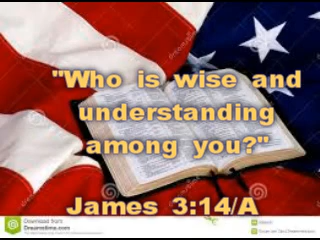 "Who is wise and
understanding
among you?"
James 3:14/A
Download from
Dreamstime.com